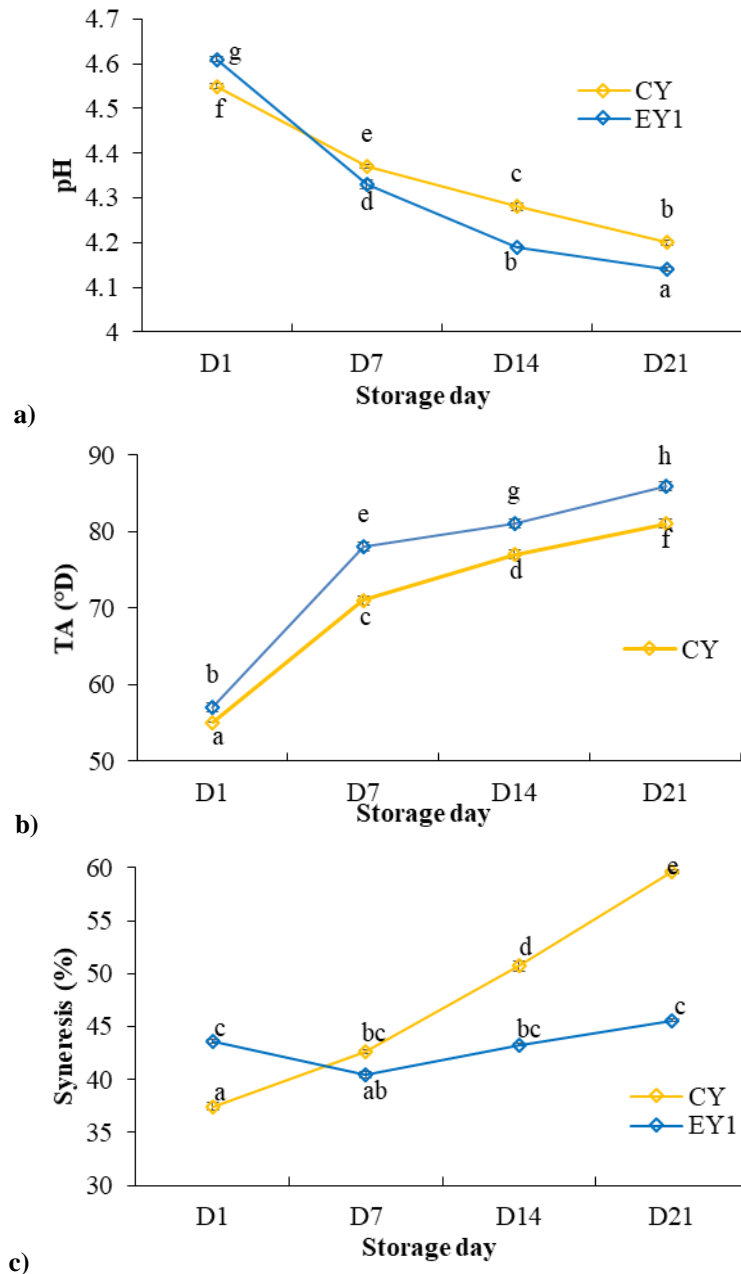 4.7
4.6
4.5
4.4
4.3
4.2
4.1
4
pH
g
f
e
d
c
b
b
a
CY
EY1
D1 D7 D14 D21
Storage day
a)
90
80
70
60
50
TA (°D)
b
a
e
c
g
d
h
f
CY
D1 D7 D14 D21
Storage day
b)
60
55
50
45
40
35
30
Syneresis (%)
c
a
bc
ab
d
bc
e
c
CY
EY1
D1 D7 D14 D21
Storage day
c)